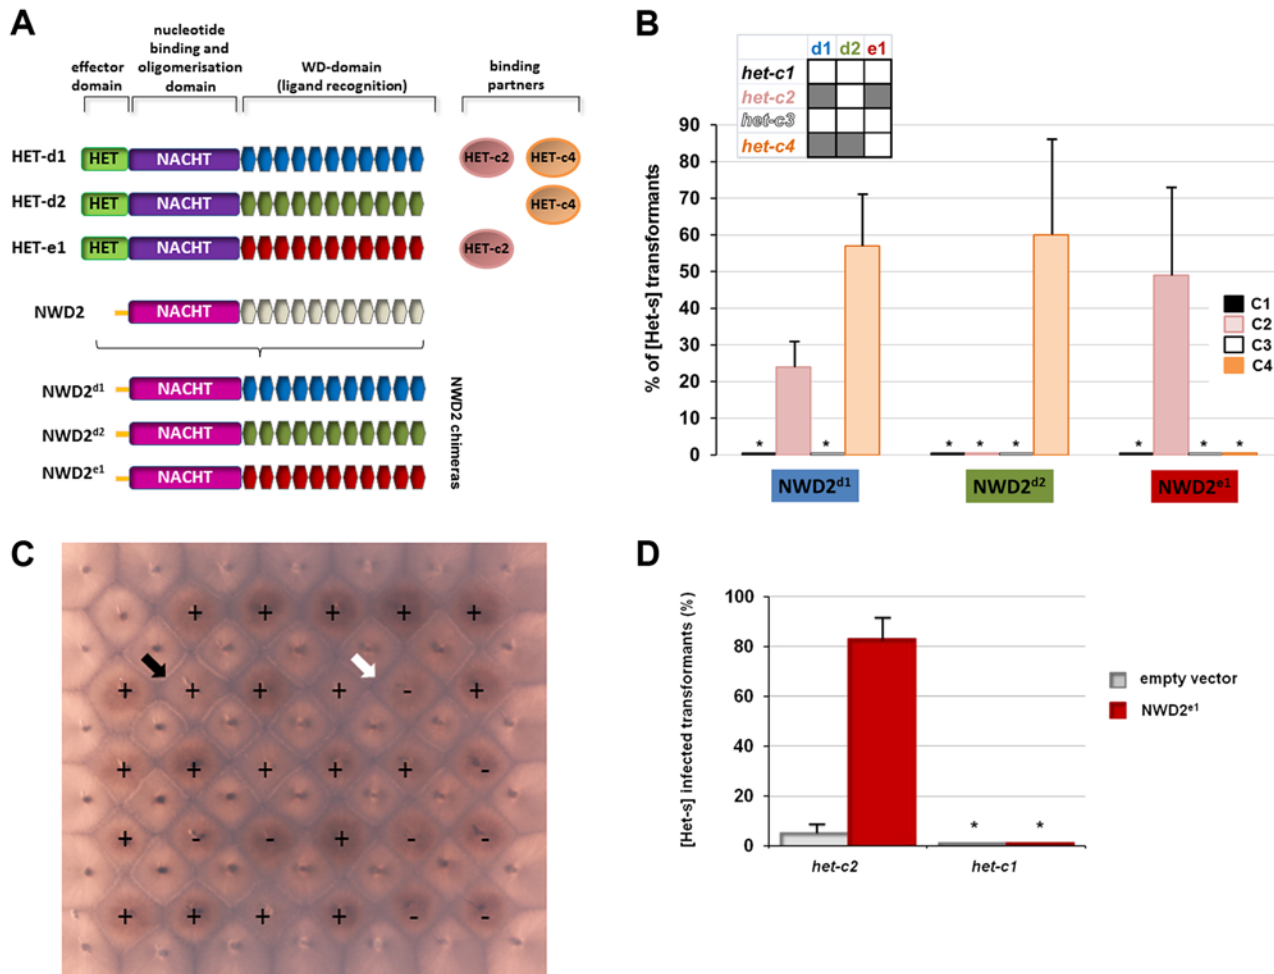 A
nucleotide
binding and
oligomerisation
domain
effector
domain
WD-domain
(ligand recognition)
binding
partners
HET-d1 HET NACHT HET-c2 HET-c4
HET-d2 NACHT HET-c4
HET-e1 HET NACHT HET-c2
NWD2 NACHT
NWD2d1 NACHT
NWD2d2 NACHT
NWD2e1 NACHT
NWD2 chimeras
B
d1 d2 e1
het-c1
het-c2
het-c3
het-c4
% of [Het-s] transformants
90
80
70
60
50
40
30
20
10
0
* * * * * * * *
C1
C2
C3
C4
NWD2d1 NWD2d2 NWD2e1
C
+ + + + +
+ + + + - +
+ + + + + -
+ - - + - -
+ + + + - -
D
[Het-s] infected transformants (%)
100
80
60
40
20
0
* *
het-c2 het-c1
empty vector
NWD2e1